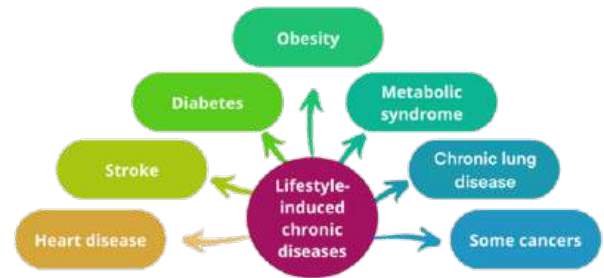 Obesity
Diabetes
Metabolic
syndrome
Stroke
Chronic lung
disease
Lifestyle-
induced
chronic
diseases
Heart disease
Some cancers